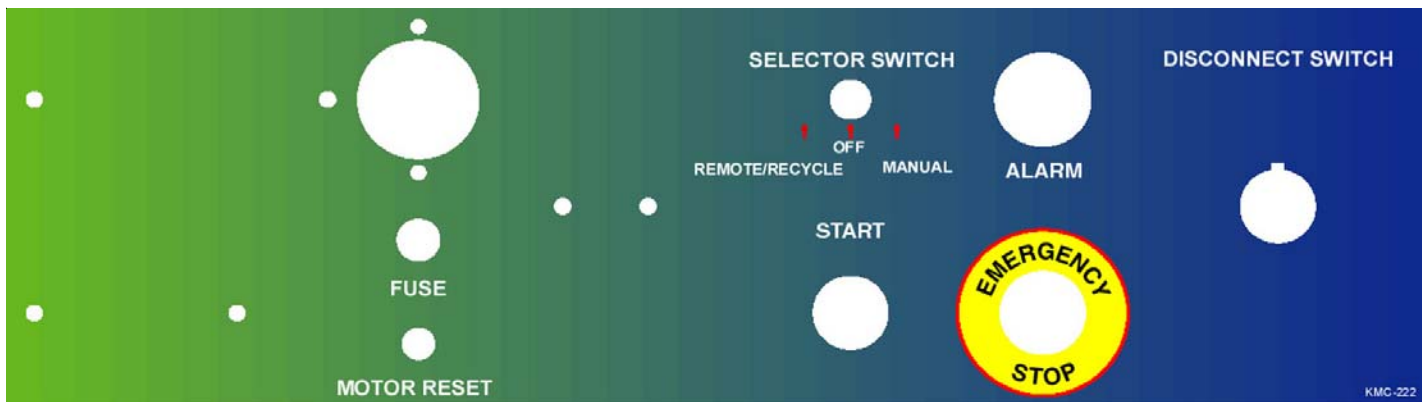 SELECTOR SWITCH
DISCONNECT SWITCH
OFF
REMOTE/RECYCLE
MANUAL
ALARM
START
EMERGENCY
STOP
FUSE
MOTOR RESET
KMC-222